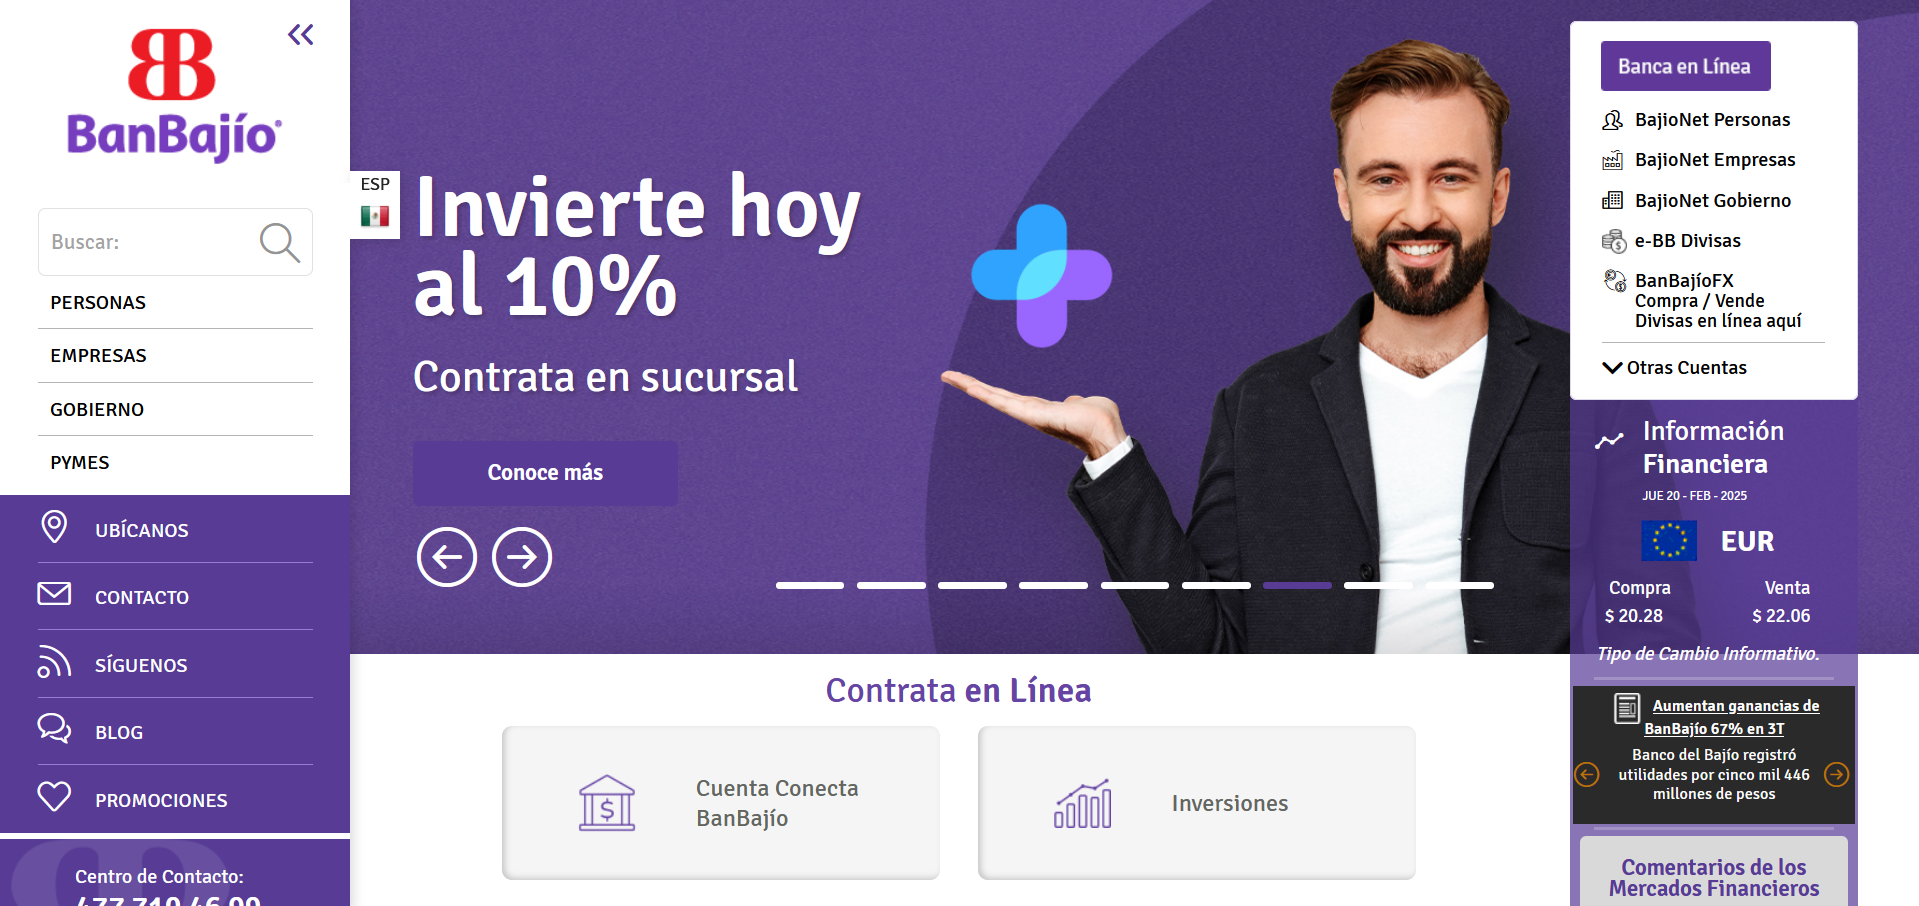 BanBajío
Buscar:
PERSONAS
EMPRESAS
GOBIERNO
PYMES
UBÍCANOS
CONTACTO
SÍGUENOS
BLOG
PROMOCIONES
Centro de Contacto:
477 710 46 99
ESP
Invierte hoy
al 10%
Contrata en sucursal
Conoce más
Contrata en Línea
Cuenta Conecta
BanBajío
Inversiones
Banca en Línea
BajioNet Personas
BajioNet Empresas
BajioNet Gobierno
e-BB Divisas
BanBajíoFX
Compra / Vende
Divisas en línea aquí
Otras Cuentas
Información
Financiera
JUE 20 - FEB - 2025
EUR
Compra Venta
$ 20.28 $ 22.06
Tipo de Cambio Informativo.
Aumentan ganancias de
BanBajío 67% en 3T
Banco del Bajío registró
utilidades por cinco mil 446
millones de pesos
Comentarios de los
Mercados Financieros